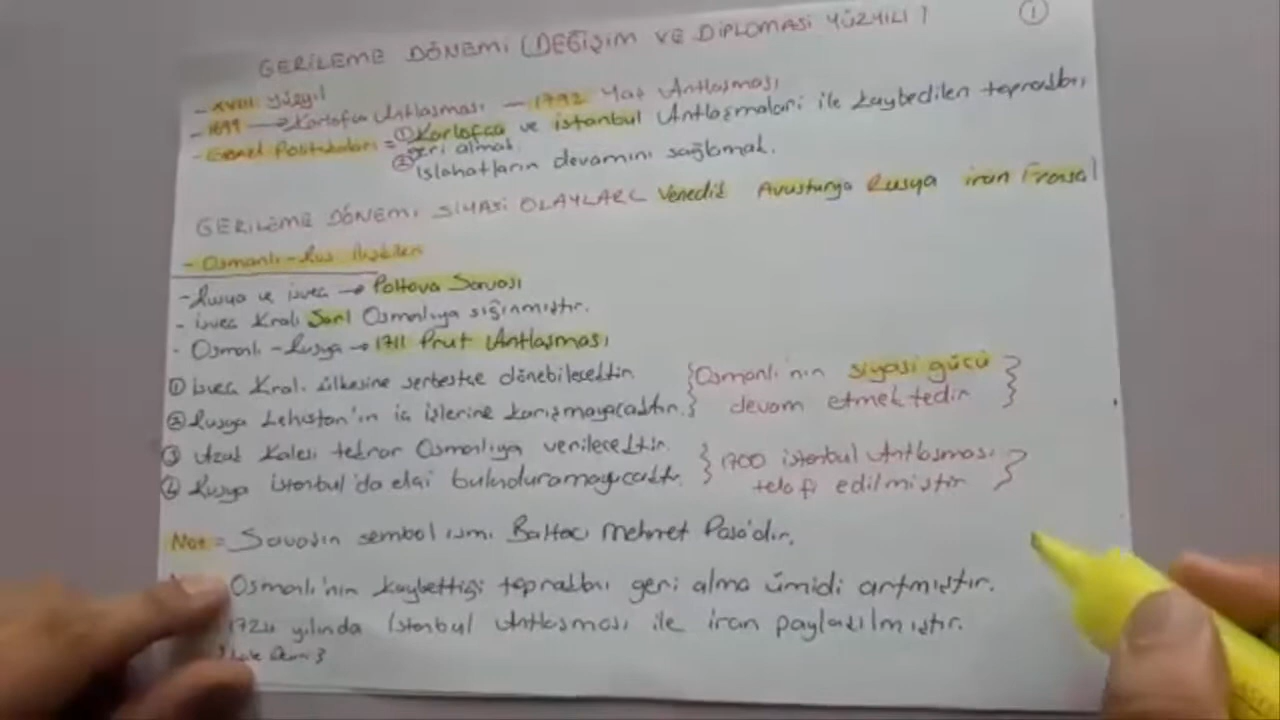 GERİLEME DÖNEMİ (DEĞİŞİM VE DİPLOMASİ YÜZYILI) 1
- XVIII. Yüzyıl
- 1699 → Karlofça Antlaşması — 1792 Yaş Antlaşması
- Genel Politikaları = ① Karlofça ve İstanbul Antlaşmaları ile kaybedilen toprakları
geri almak.
② Islahatların devamını sağlamak.
GERİLEME DÖNEMİ SİYASİ OLAYLARI Venedik Avusturya Rusya İran Fransa
- Osmanlı-Rus İlişkileri
- Rusya ve İsveç → Poltova Savaşı
- İsveç Kralı Şarl Osmanlıya sığınmıştır.
- Osmanlı - Rusya → 1711 Prut Antlaşması
① İsveç Kralı ülkesine serbestçe dönebilecektir.
② Rusya Lehistan'ın iç işlerine karışmayacaktır.
} Osmanlı'nın siyasi gücü
devam etmektedir }
③ Azak Kalesi tekrar Osmanlıya verilecektir.
④ Rusya İstanbul'da elçi bulunduramayacaktır.
} 1700 İstanbul Antlaşması
telafi edilmiştir }
Not = Savaşın sembol ismi Baltacı Mehmet Paşa'dır.
Osmanlı'nın kaybettiği toprakları geri alma ümidi artmıştır.
1724 yılında İstanbul Antlaşması ile İran paylaşılmıştır.